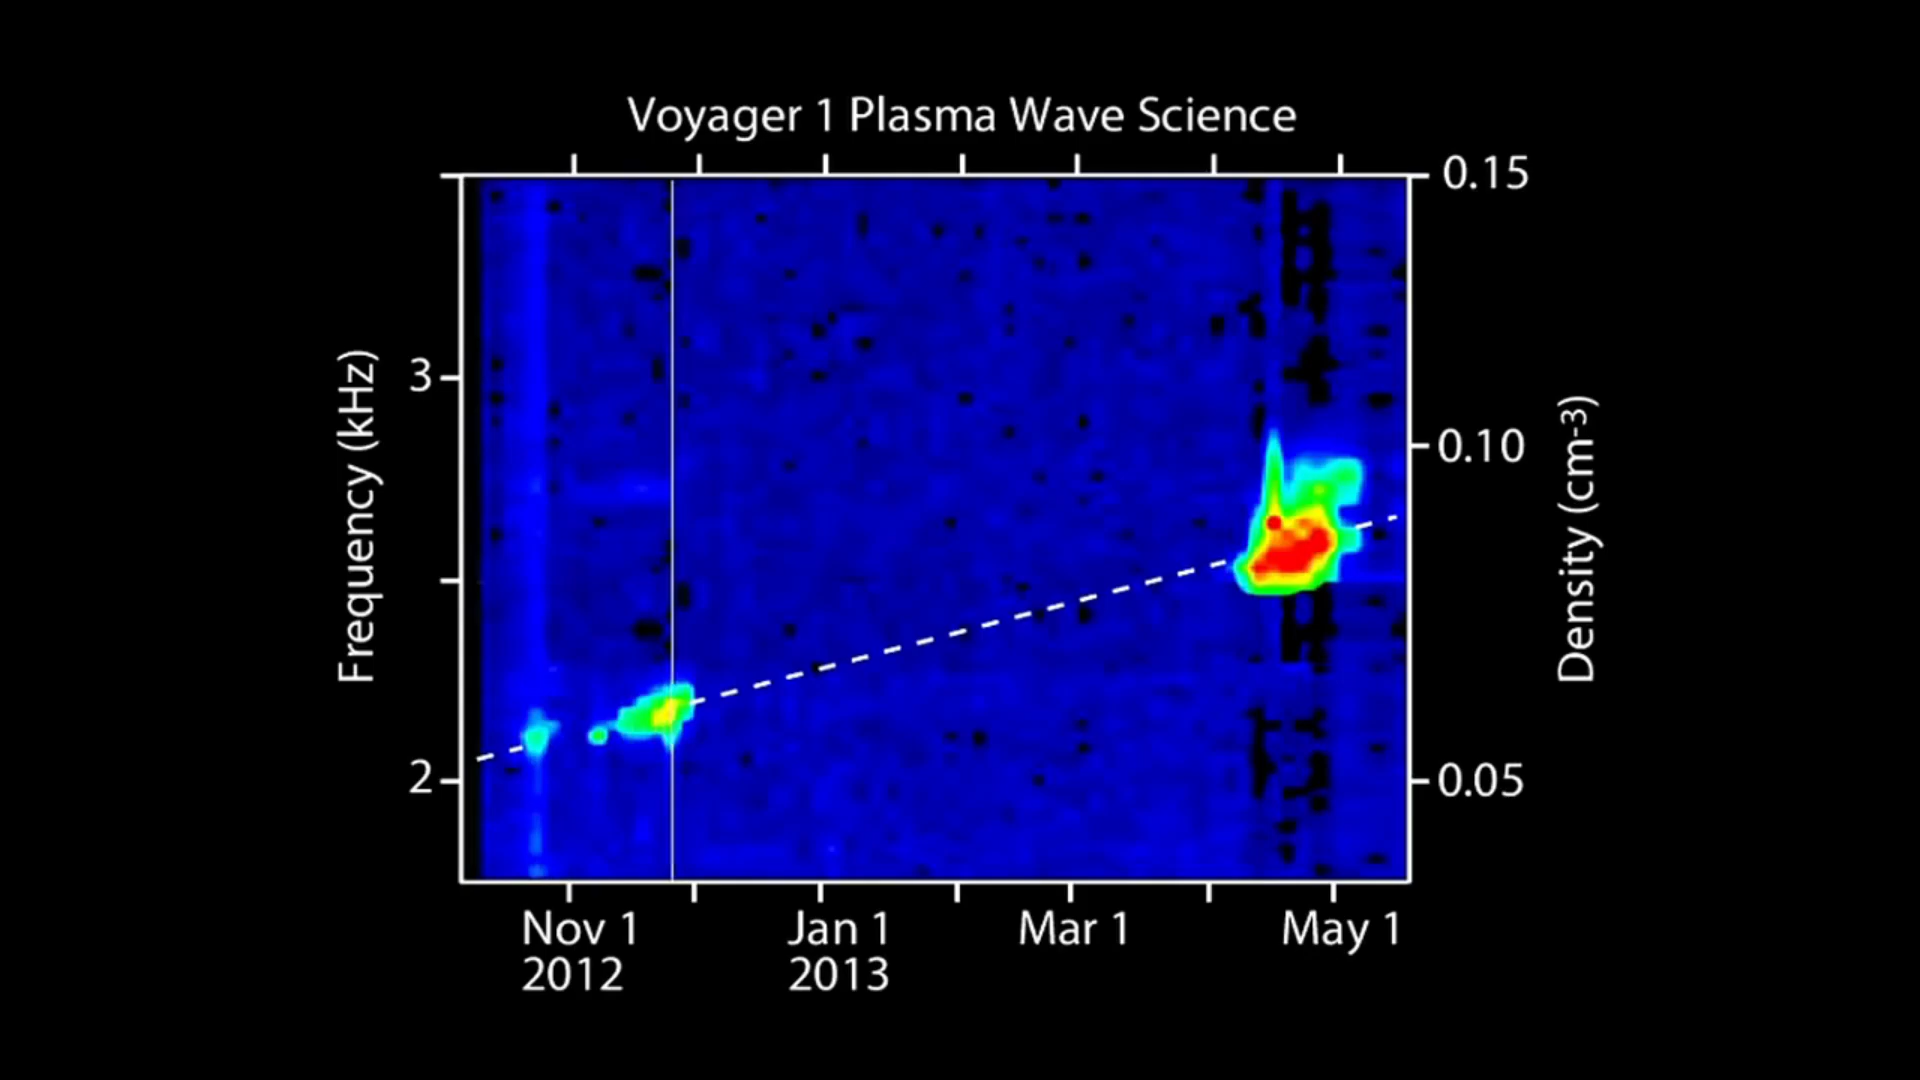 Voyager 1 Plasma Wave Science
0.15
3
0.10
2
0.05
Frequency (kHz)
Density (cm-3)
Nov 1
2012
Jan 1
2013
Mar 1
May 1